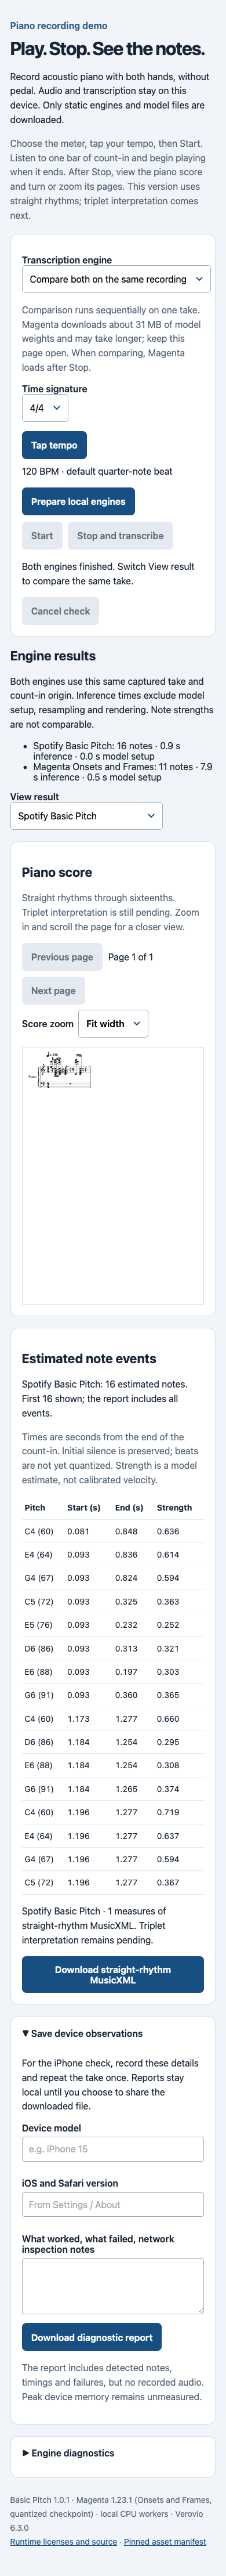 Piano recording demo
Play. Stop. See the notes.
Record acoustic piano with both hands, without
pedal. Audio and transcription stay on this
device. Only static engines and model files are
downloaded.
Choose the meter, tap your tempo, then Start.
Listen to one bar of count-in and begin playing
when it ends. After Stop, view the piano score
and turn or zoom its pages. This version uses
straight rhythms; triplet interpretation comes
next.
Transcription engine
Compare both on the same recording
Comparison runs sequentially on one take.
Magenta downloads about 31 MB of model
weights and may take longer; keep this
page open. When comparing, Magenta
loads after Stop.
Time signature
4/4
Tap tempo
120 BPM · default quarter-note beat
Prepare local engines
Start
Stop and transcribe
Both engines finished. Switch View result
to compare the same take.
Cancel check
Engine results
Both engines use this same captured take and
count-in origin. Inference times exclude model
setup, resampling and rendering. Note strengths
are not comparable.
• Spotify Basic Pitch: 16 notes · 0.9 s
inference · 0.0 s model setup
• Magenta Onsets and Frames: 11 notes · 7.9
s inference · 0.5 s model setup
View result
Spotify Basic Pitch
Piano score
Straight rhythms through sixteenths.
Triplet interpretation is still pending. Zoom
in and scroll the page for a closer view.
Previous page
Page 1 of 1
Next page
Score zoom
Fit width
Piano
Estimated note events
Spotify Basic Pitch: 16 estimated notes.
First 16 shown; the report includes all
events.
Times are seconds from the end of the
count-in. Initial silence is preserved; beats
are not yet quantized. Strength is a model
estimate, not calibrated velocity.
Pitch Start (s) End (s) Strength
C4 (60) 0.081 0.848 0.636
E4 (64) 0.093 0.836 0.614
G4 (67) 0.093 0.824 0.594
C5 (72) 0.093 0.325 0.363
E5 (76) 0.093 0.232 0.252
D6 (86) 0.093 0.313 0.321
E6 (88) 0.093 0.197 0.303
G6 (91) 0.093 0.360 0.365
C4 (60) 1.173 1.277 0.660
D6 (86) 1.184 1.254 0.295
E6 (88) 1.184 1.254 0.308
G6 (91) 1.184 1.265 0.374
C4 (60) 1.196 1.277 0.719
E4 (64) 1.196 1.277 0.637
G4 (67) 1.196 1.277 0.594
C5 (72) 1.196 1.277 0.367
Spotify Basic Pitch · 1 measures of
straight-rhythm MusicXML. Triplet
interpretation remains pending.
Download straight-rhythm
MusicXML
▼ Save device observations
For the iPhone check, record these details
and repeat the take once. Reports stay
local until you choose to share the
downloaded file.
Device model
e.g. iPhone 15
iOS and Safari version
From Settings / About
What worked, what failed, network
inspection notes
Download diagnostic report
The report includes detected notes,
timings and failures, but no recorded audio.
Peak device memory remains unmeasured.
▶ Engine diagnostics
Basic Pitch 1.0.1 · Magenta 1.23.1 (Onsets and Frames,
quantized checkpoint) · local CPU workers · Verovio
6.3.0
Runtime licenses and source · Pinned asset manifest